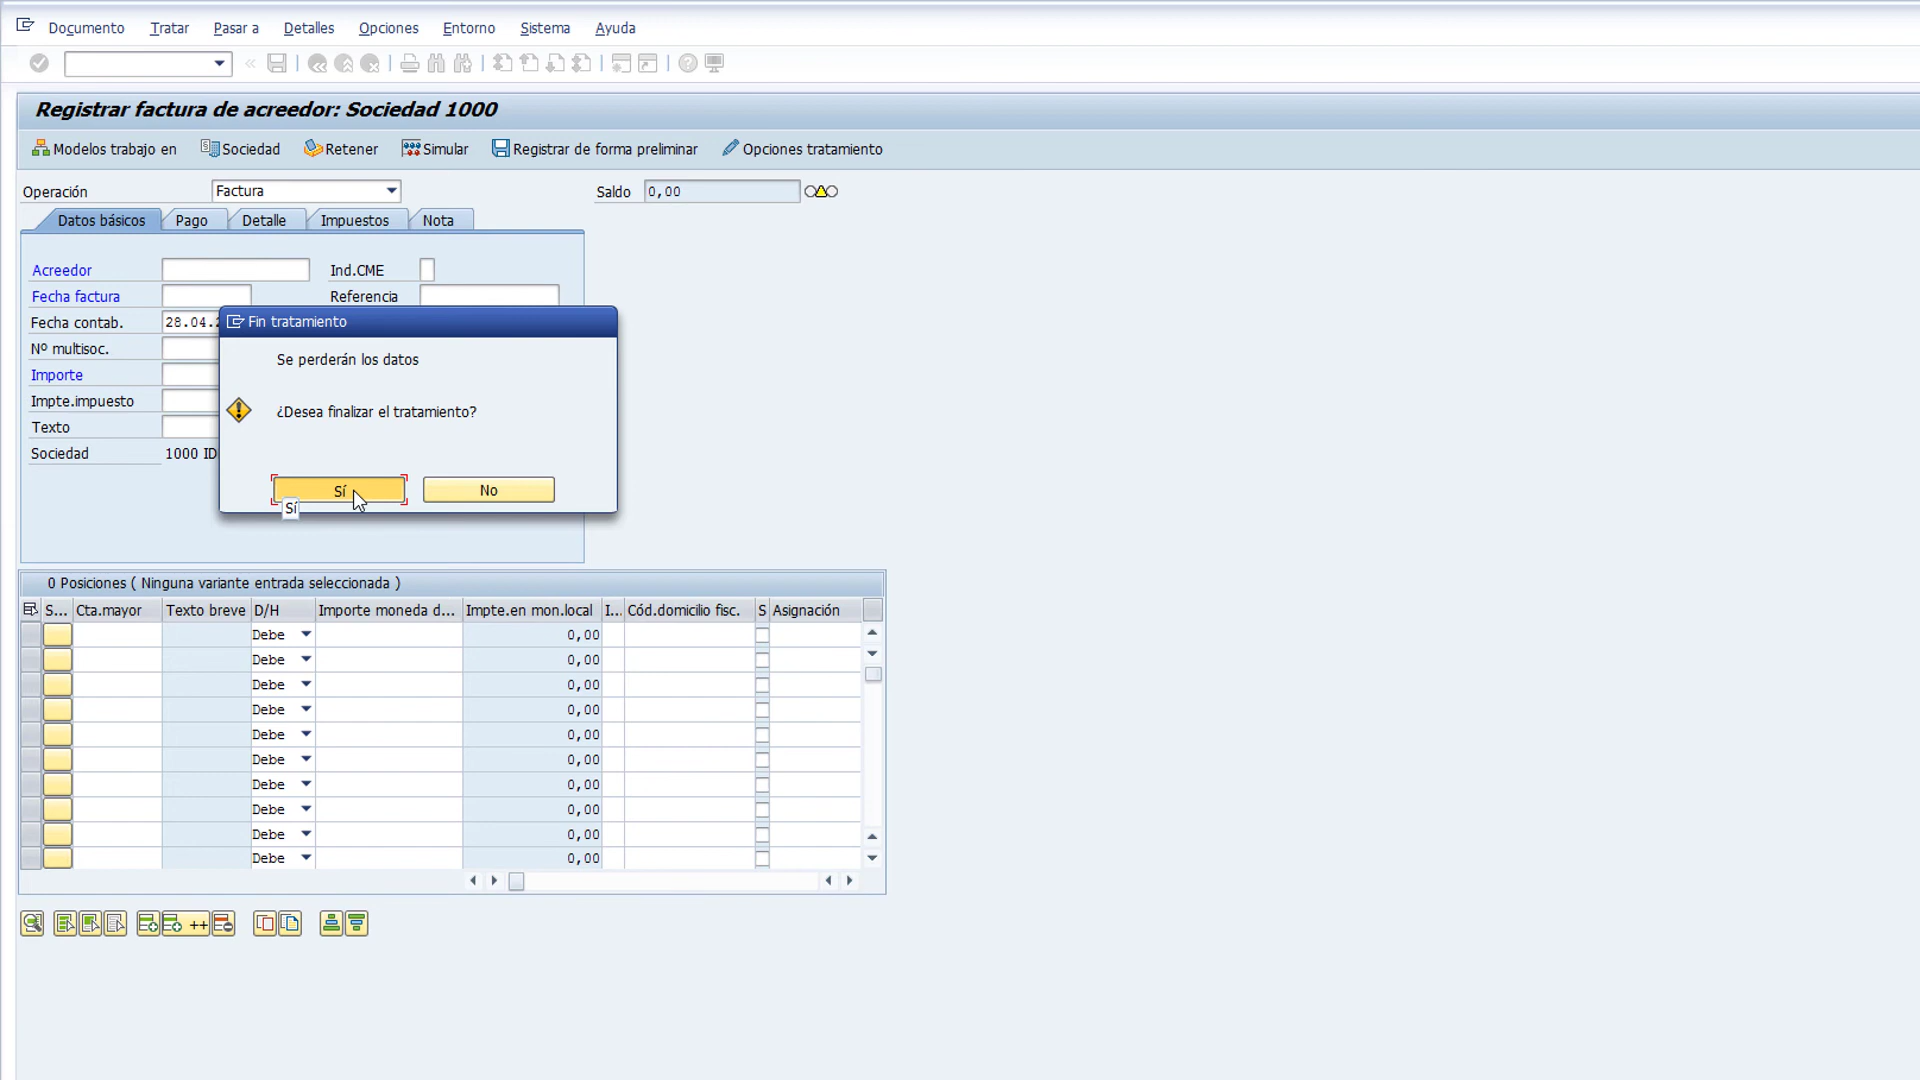 Documento Tratar Pasar a Detalles Opciones Entorno Sistema Ayuda
Registrar factura de acreedor: Sociedad 1000
Modelos trabajo en Sociedad Retener Simular Registrar de forma preliminar Opciones tratamiento
Operación Factura Saldo 0,00
Datos básicos Pago Detalle Impuestos Nota
Acreedor Ind.CME
Fecha factura Referencia
Fecha contab. 28.04.
Nº multisoc.
Importe
Impte.impuesto
Texto
Sociedad 1000 ID
Fin tratamiento
Se perderán los datos
¿Desea finalizar el tratamiento?
Sí No
Sí
0 Posiciones ( Ninguna variante entrada seleccionada )
S... Cta.mayor Texto breve D/H Importe moneda d... Impte.en mon.local I... Cód.domicilio fisc. S Asignación
Debe 0,00
Debe 0,00
Debe 0,00
Debe 0,00
Debe 0,00
Debe 0,00
Debe 0,00
Debe 0,00
Debe 0,00
Debe 0,00